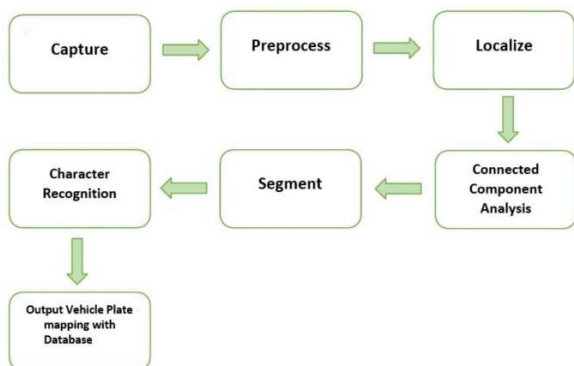 Capture
Preprocess
Localize
Connected
Component
Analysis
Segment
Character
Recognition
Output Vehicle Plate
mapping with
Database